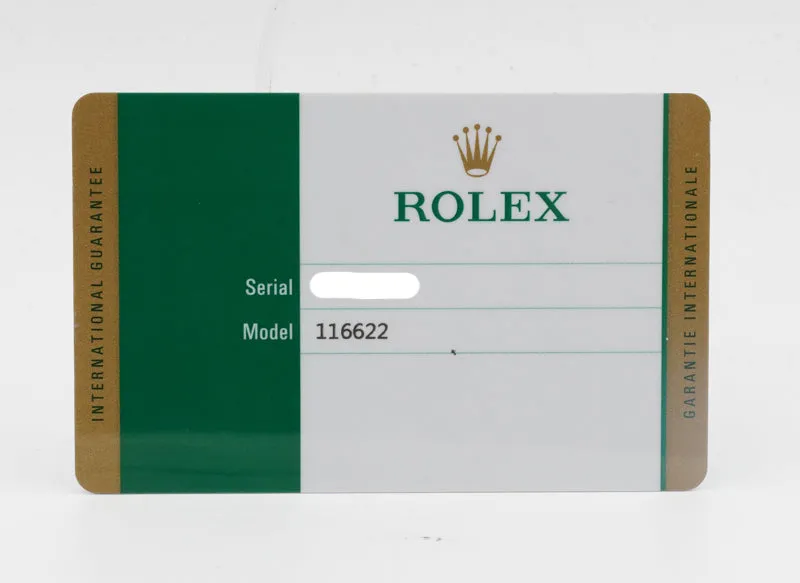 INTERNATIONAL GUARANTEE
ROLEX
Serial
Model 116622
GARANTIE INTERNATIONALE